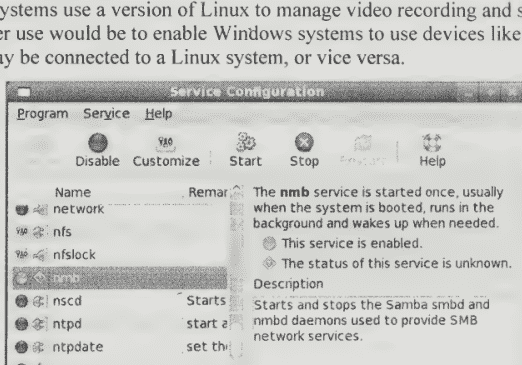 ystems use a version of Linux to manage video recording and s
er use would be to enable Windows systems to use devices like
ay be connected to a Linux system, or vice versa.
Service Configuration
Program Service Help
Disable Customize Start Stop Help
Name Remar
network
nfs
nfslock
nmb
nscd Starts
ntpd start a
ntpdate set the
The nmb service is started once, usually
when the system is booted, runs in the
background and wakes up when needed.
This service is enabled.
The status of this service is unknown.
Description
Starts and stops the Samba smbd and
nmbd daemons used to provide SMB
network services.